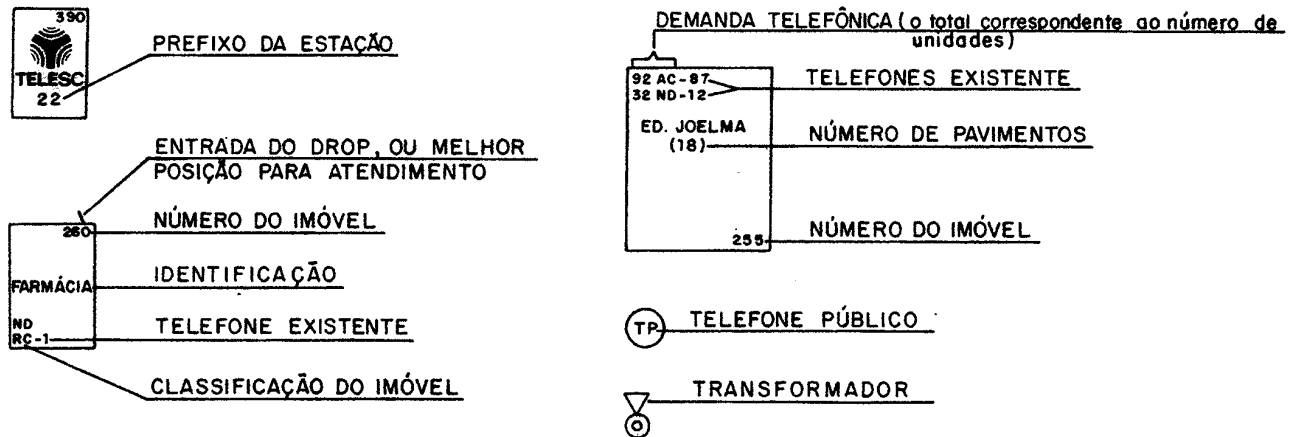 390
TELESC
22
PREFIXO DA ESTAÇÃO
ENTRADA DO DROP, OU MELHOR
POSIÇÃO PARA ATENDIMENTO
260
NÚMERO DO IMÓVEL
FARMÁCIA
IDENTIFICAÇÃO
ND
RC-1
TELEFONE EXISTENTE
CLASSIFICAÇÃO DO IMÓVEL
DEMANDA TELEFÔNICA (o total correspondente ao número de
unidades)
92 AC-87
32 ND-12
TELEFONES EXISTENTE
ED. JOELMA
(18)
NÚMERO DE PAVIMENTOS
255
NÚMERO DO IMÓVEL
TP
TELEFONE PÚBLICO
TRANSFORMADOR